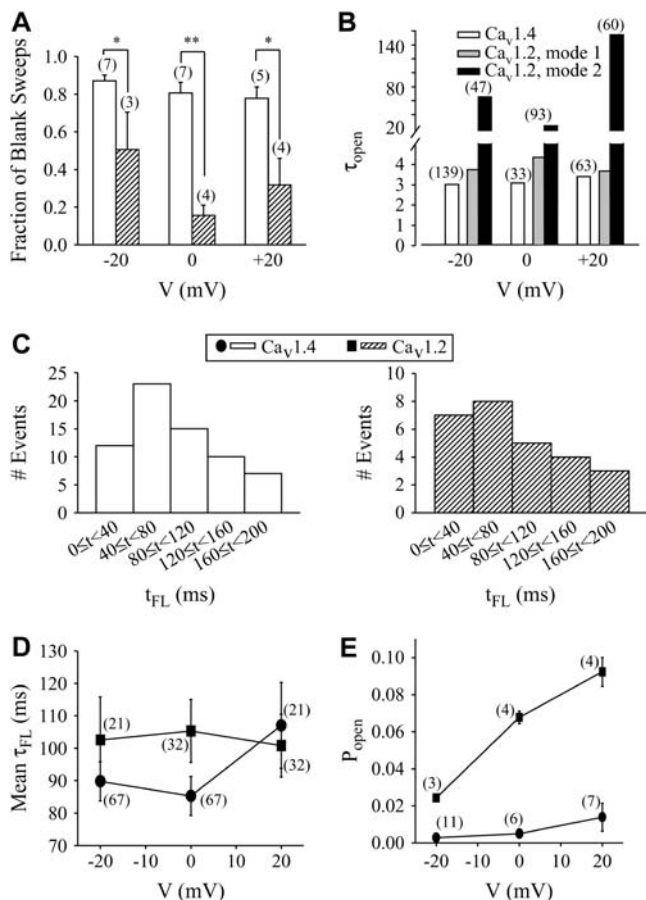 A
*
**
*
(7)
(3)
(7)
(4)
(5)
(4)
1.0
0.8
0.6
0.4
0.2
0.0
Fraction of Blank Sweeps
-20
0
+20
V (mV)
B
Cav1.4
Cav1.2, mode 1
Cav1.2, mode 2
(139)
(47)
(33)
(93)
(63)
(60)
140
80
20
4
3
2
1
0
τopen
-20
0
+20
V (mV)
C
Cav1.4
Cav1.2
25
20
15
10
5
0
# Events
0≤t<40
40≤t<80
80≤t<120
120≤t<160
160≤t<200
tFL (ms)
10
8
6
4
2
0
# Events
0≤t<40
40≤t<80
80≤t<120
120≤t<160
160≤t<200
tFL (ms)
D
130
120
110
100
90
80
70
Mean τFL (ms)
(21)
(32)
(21)
(67)
(67)
(32)
-20
-10
0
10
20
V (mV)
E
0.10
0.08
0.06
0.04
0.02
0.00
Popen
(3)
(4)
(4)
(11)
(6)
(7)
-20
-10
0
10
20
V (mV)